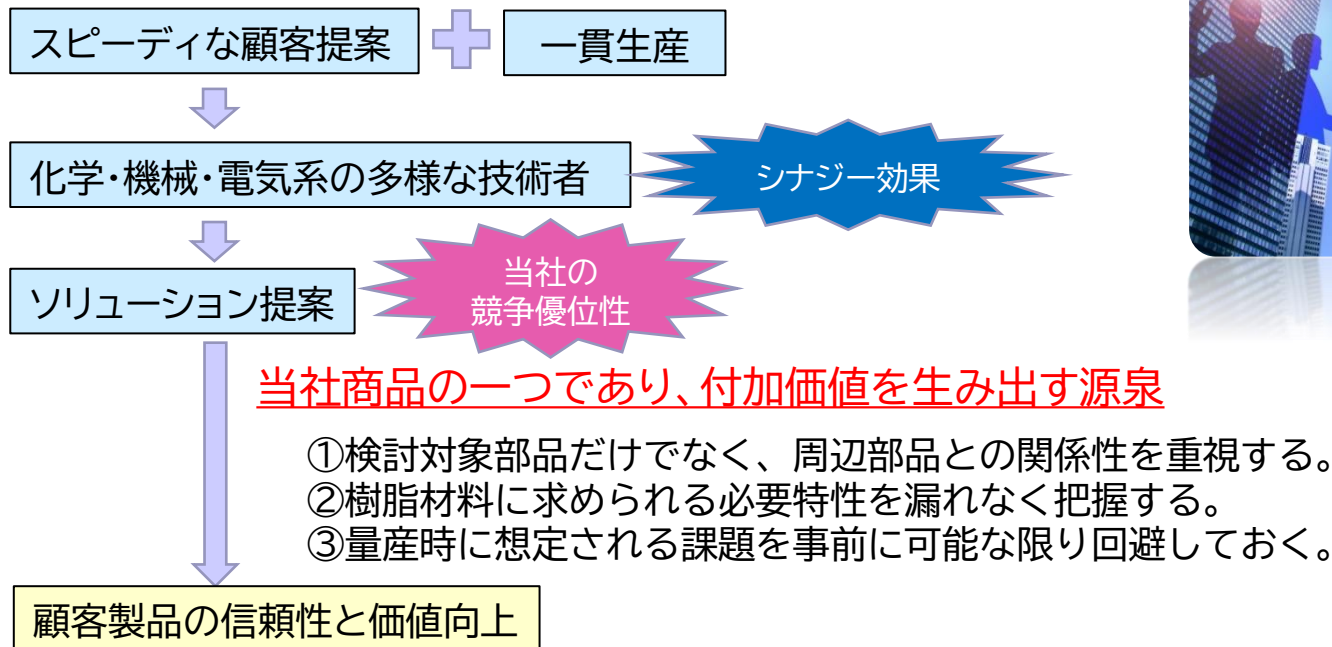 スピーディな顧客提案
一貫生産
化学・機械・電気系の多様な技術者
シナジー効果
ソリューション提案
当社の
競争優位性
当社商品の一つであり、付加価値を生み出す源泉
①検討対象部品だけでなく、周辺部品との関係性を重視する。
②樹脂材料に求められる必要特性を漏れなく把握する。
③量産時に想定される課題を事前に可能な限り回避しておく。
顧客製品の信頼性と価値向上